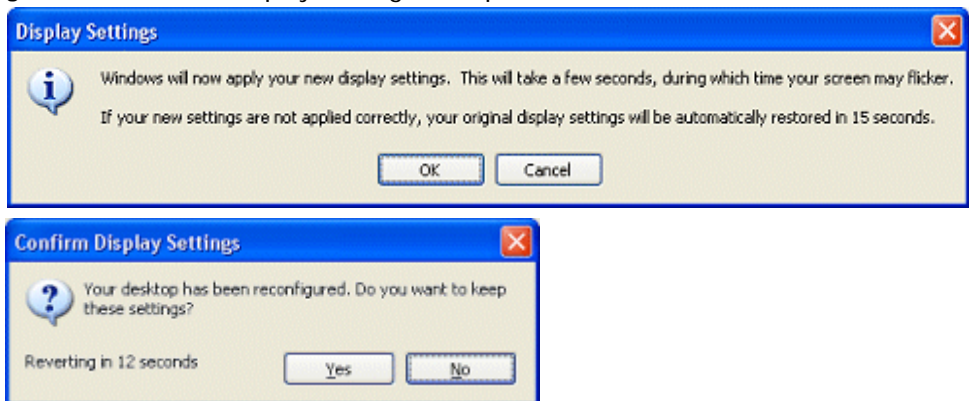 Display Settings
Windows will now apply your new display settings. This will take a few seconds, during which time your screen may flicker.
If your new settings are not applied correctly, your original display settings will be automatically restored in 15 seconds.
OK Cancel
Confirm Display Settings
Your desktop has been reconfigured. Do you want to keep
these settings?
Reverting in 12 seconds Yes No